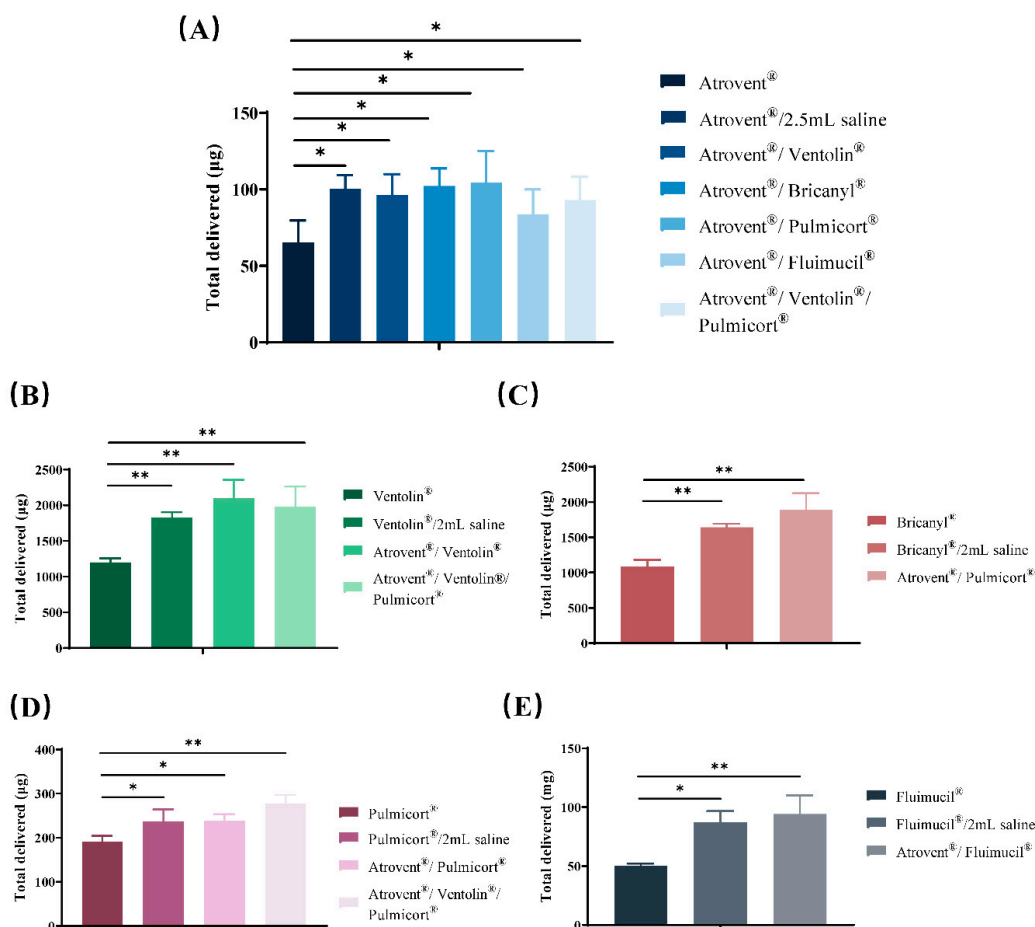 (A)
*
*
*
*
*
*
Total delivered (μg)
150
100
50
0
Atrovent®
Atrovent®/2.5mL saline
Atrovent®/ Ventolin®
Atrovent®/ Bricanyl®
Atrovent®/ Pulmicort®
Atrovent®/ Fluimucil®
Atrovent®/ Ventolin®/
Pulmicort®
(B)
**
**
**
Total delivered (μg)
2500
2000
1500
1000
500
0
Ventolin®
Ventolin®/2mL saline
Atrovent®/ Ventolin®
Atrovent®/ Ventolin®/
Pulmicort®
(C)
**
**
Total delivered (μg)
2500
2000
1500
1000
500
0
Bricanyl®
Bricanyl®/2mL saline
Atrovent®/ Pulmicort®
(D)
**
*
*
Total delivered (μg)
400
300
200
100
0
Pulmicort®
Pulmicort®/2mL saline
Atrovent®/ Pulmicort®
Atrovent®/ Ventolin®/
Pulmicort®
(E)
**
*
Total delivered (mg)
150
100
50
0
Fluimucil®
Fluimucil®/2mL saline
Atrovent®/ Fluimucil®